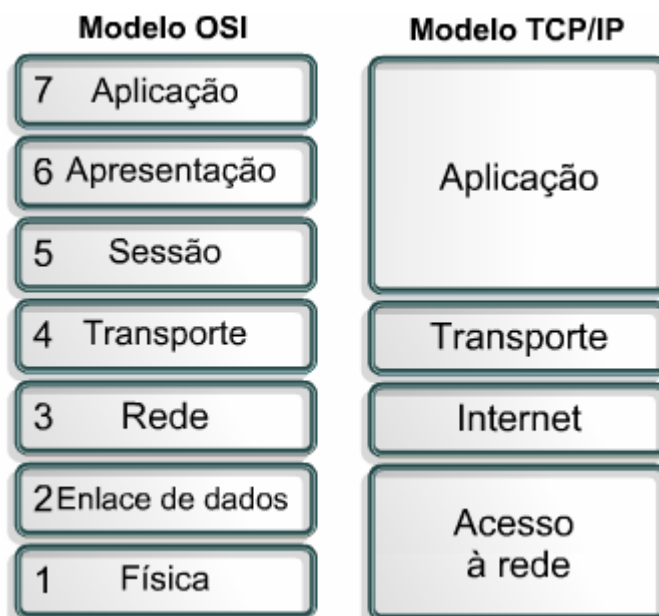 Modelo OSI
7 Aplicação
6 Apresentação
5 Sessão
4 Transporte
3 Rede
2 Enlace de dados
1 Física
Modelo TCP/IP
Aplicação
Transporte
Internet
Acesso
à rede